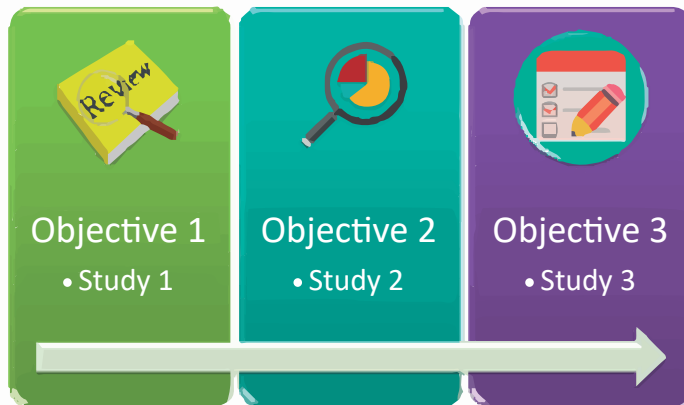 Review
Objective 1
• Study 1
Objective 2
• Study 2
Objective 3
• Study 3